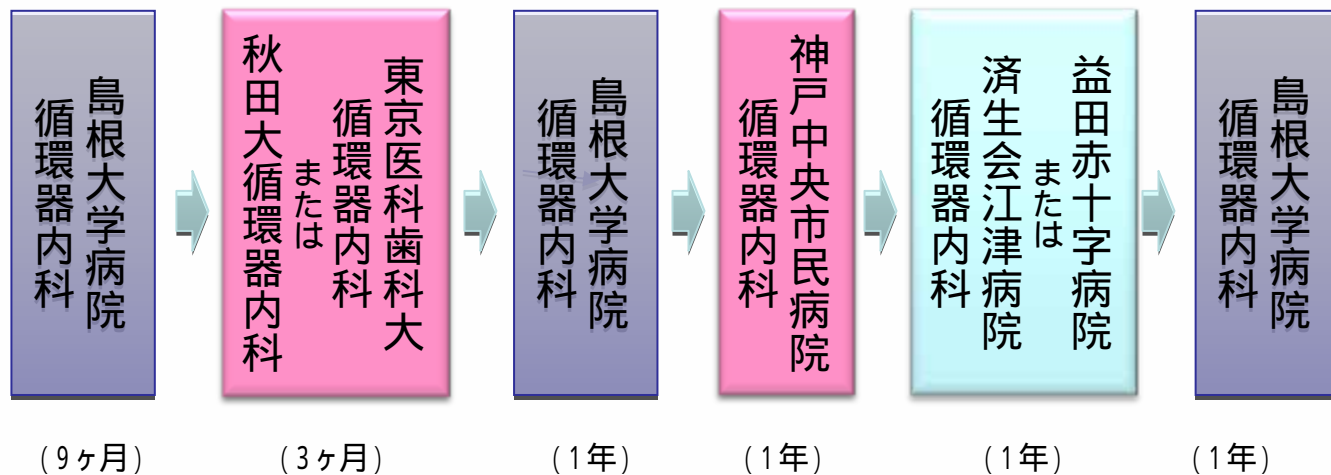 島根大学病院
循環器内科
東京医科歯科大
循環器内科
または
秋田大循環器内科
島根大学病院
循環器内科
神戸中央市民病院
循環器内科
益田赤十字病院
または
済生会江津病院
循環器内科
島根大学病院
循環器内科
(9ヶ月)
(3ヶ月)
(1年)
(1年)
(1年)
(1年)